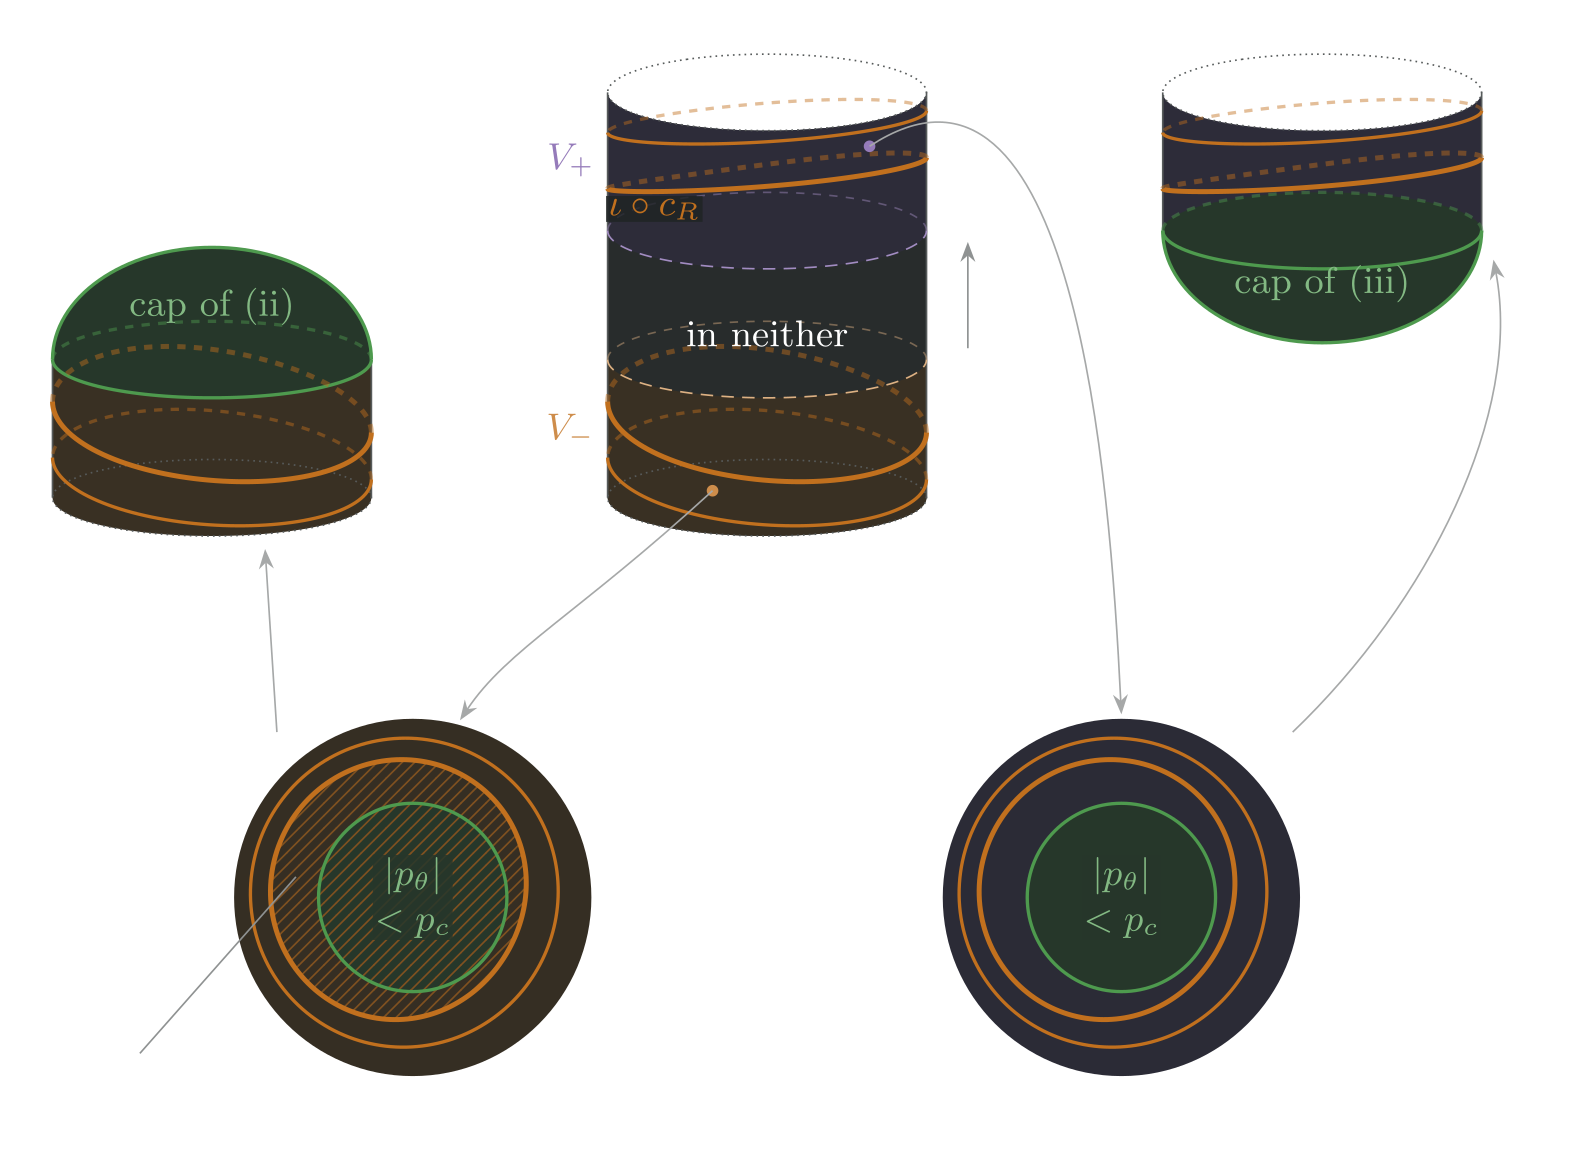 V₊
ι ∘ c_R
cap of (ii)
cap of (iii)
in neither
V₋
|p_θ|
< p_c
|p_θ|
< p_c